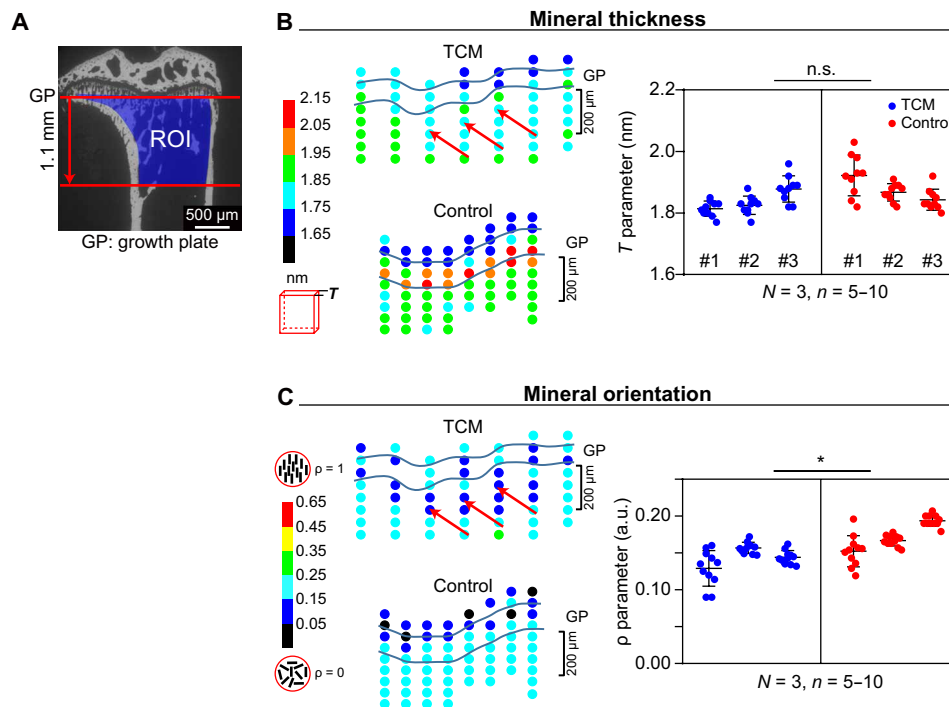 A
GP
1.1 mm
ROI
500 µm
GP: growth plate
B
Mineral thickness
TCM
GP
200 µm
2.15
2.05
1.95
1.85
1.75
1.65
nm
T
Control
GP
200 µm
n.s.
2.2
2.0
1.8
1.6
T parameter (nm)
TCM
Control
#1 #2 #3 #1 #2 #3
N = 3, n = 5–10
C
Mineral orientation
TCM
GP
200 µm
ρ = 1
0.65
0.45
0.35
0.25
0.15
0.05
ρ = 0
Control
GP
200 µm
*
0.20
0.10
0.00
ρ parameter (a.u.)
N = 3, n = 5–10